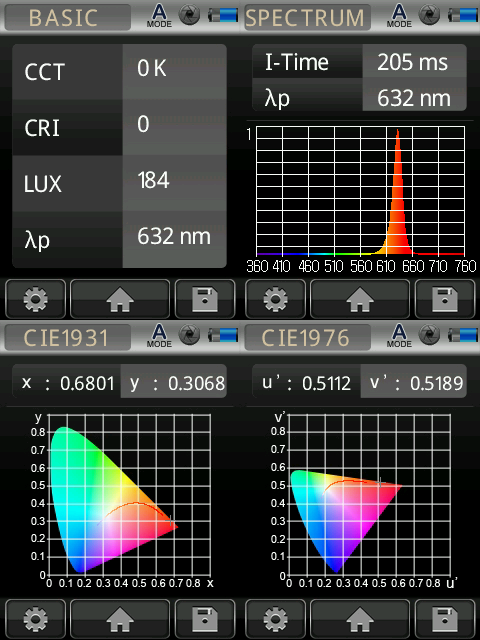 BASIC
A
MODE
CCT 0 K
CRI 0
LUX 184
λp 632 nm
SPECTRUM
A
MODE
I-Time 205 ms
λp 632 nm
1
360 410 460 510 560 610 660 710 760
CIE1931
A
MODE
x : 0.6801 y : 0.3068
y
0.8
0.7
0.6
0.5
0.4
0.3
0.2
0.1
0
0 0.1 0.2 0.3 0.4 0.5 0.6 0.7 0.8 x
CIE1976
A
MODE
u' : 0.5112 v' : 0.5189
v'
0.8
0.7
0.6
0.5
0.4
0.3
0.2
0.1
0
0 0.1 0.2 0.3 0.4 0.5 0.6 0.7 0.8 u'